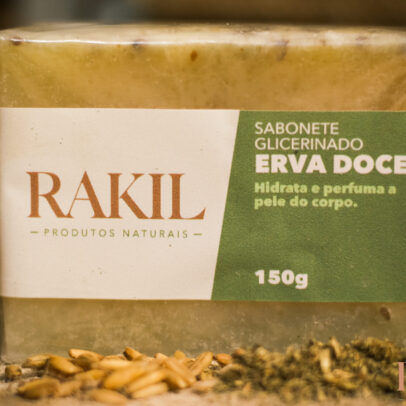 RAKIL
— PRODUTOS NATURAIS —
SABONETE
GLICERINADO
ERVA DOCE
Hidrata e perfuma a
pele do corpo.
150g